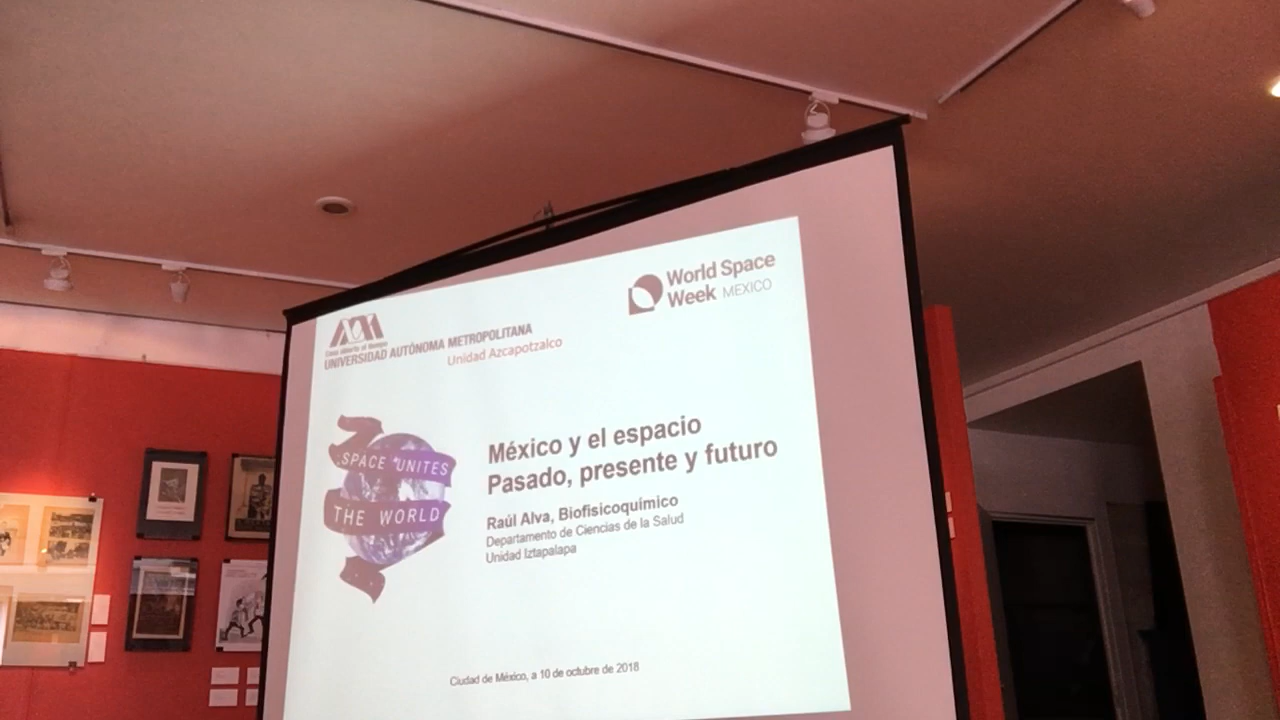 World Space
Week MEXICO
Casa abierta al tiempo
UNIVERSIDAD AUTÓNOMA METROPOLITANA
Unidad Azcapotzalco
SPACE UNITES
THE WORLD
México y el espacio
Pasado, presente y futuro
Raúl Alva, Biofisicoquímico
Departamento de Ciencias de la Salud
Unidad Iztapalapa
Ciudad de México, a 10 de octubre de 2018